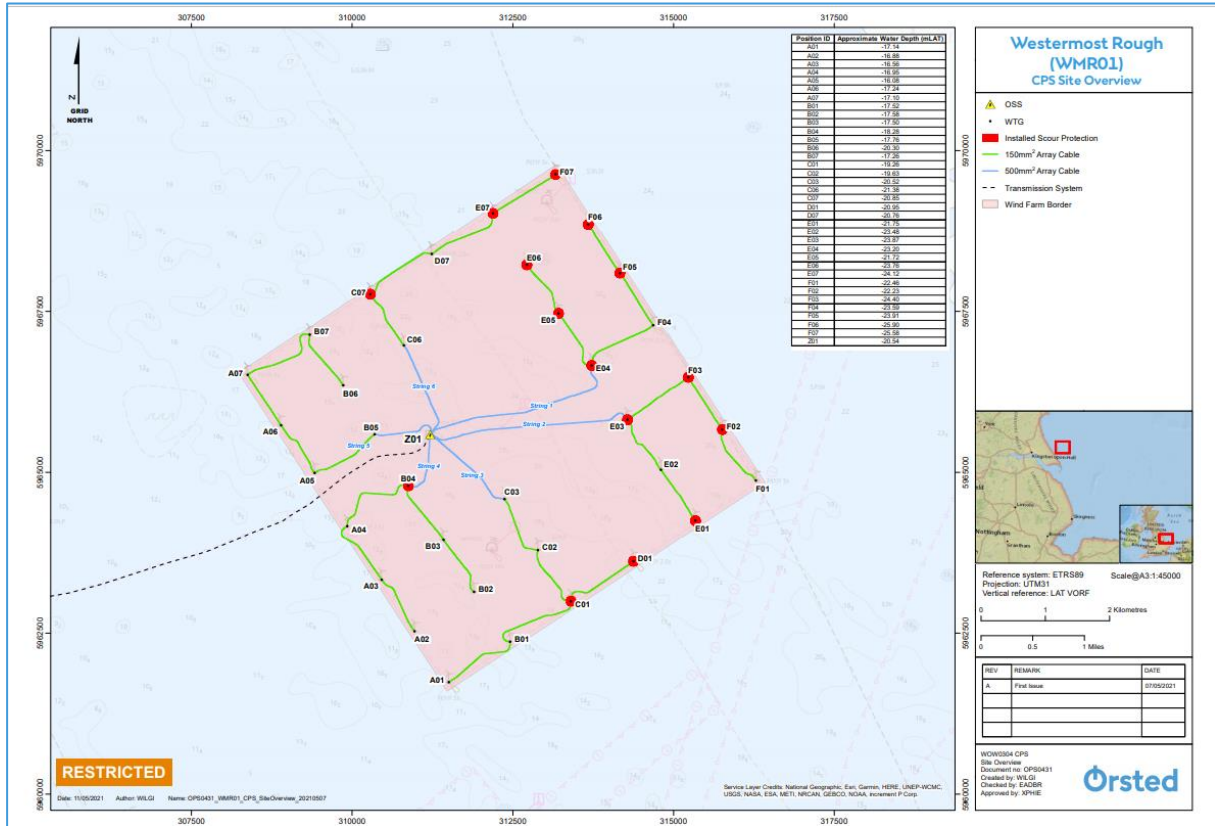 307500 310000 312500 315000 317500
5970000
5967500
5965000
5962500
5960000
N
GRID
NORTH
Position ID Approximate Water Depth (mLAT)
A01 -17.14
A02 -16.88
A03 -16.56
A04 -16.95
A05 -16.08
A06 -17.24
A07 -17.10
B01 -17.52
B02 -17.58
B03 -17.50
B04 -18.28
B05 -17.76
B06 -20.30
B07 -17.26
C01 -19.26
C02 -19.63
C03 -20.52
C06 -21.38
C07 -20.85
D01 -20.95
D07 -20.76
E01 -21.75
E02 -23.48
E03 -23.87
E04 -23.20
E05 -21.72
E06 -23.76
E07 -24.12
F01 -22.46
F02 -22.23
F03 -24.40
F04 -23.59
F05 -23.91
F06 -25.90
F07 -25.58
Z01 -20.54
F07
E07
F06
D07
E06
F05
C07
E05
B07
F04
C06
A07
E04
F03
B06
String 6
String 1
A06
B05
E03
String 2
F02
Z01
String 5
String 4
String 3
A05
B04
E02
F01
C03
A04
E01
B03
C02
D01
A03
B02
C01
A02
B01
A01
RESTRICTED
Date: 11/05/2021 Author: WILGI Name: OPS0431_WMR01_CPS_SiteOverview_20210507
Service Layer Credits: National Geographic, Esri, Garmin, HERE, UNEP-WCMC,
USGS, NASA, ESA, METI, NRCAN, GEBCO, NOAA, increment P Corp.
307500 310000 312500 315000 317500
Westermost Rough
(WMR01)
CPS Site Overview
OSS
WTG
Installed Scour Protection
150mm² Array Cable
500mm² Array Cable
Transmission System
Wind Farm Border
Nottingham
Reference system: ETRS89 Scale@A3:1:45000
Projection: UTM31
Vertical reference: LAT VORF
0 1 2 Kilometres
0 0.5 1 Miles
REV REMARK DATE
A First Issue 07/05/2021
WOW0304 CPS
Site Overview
Document no: OPS0431
Created by: WILGI
Checked by: EADBR
Approved by: XPHIE
Ørsted